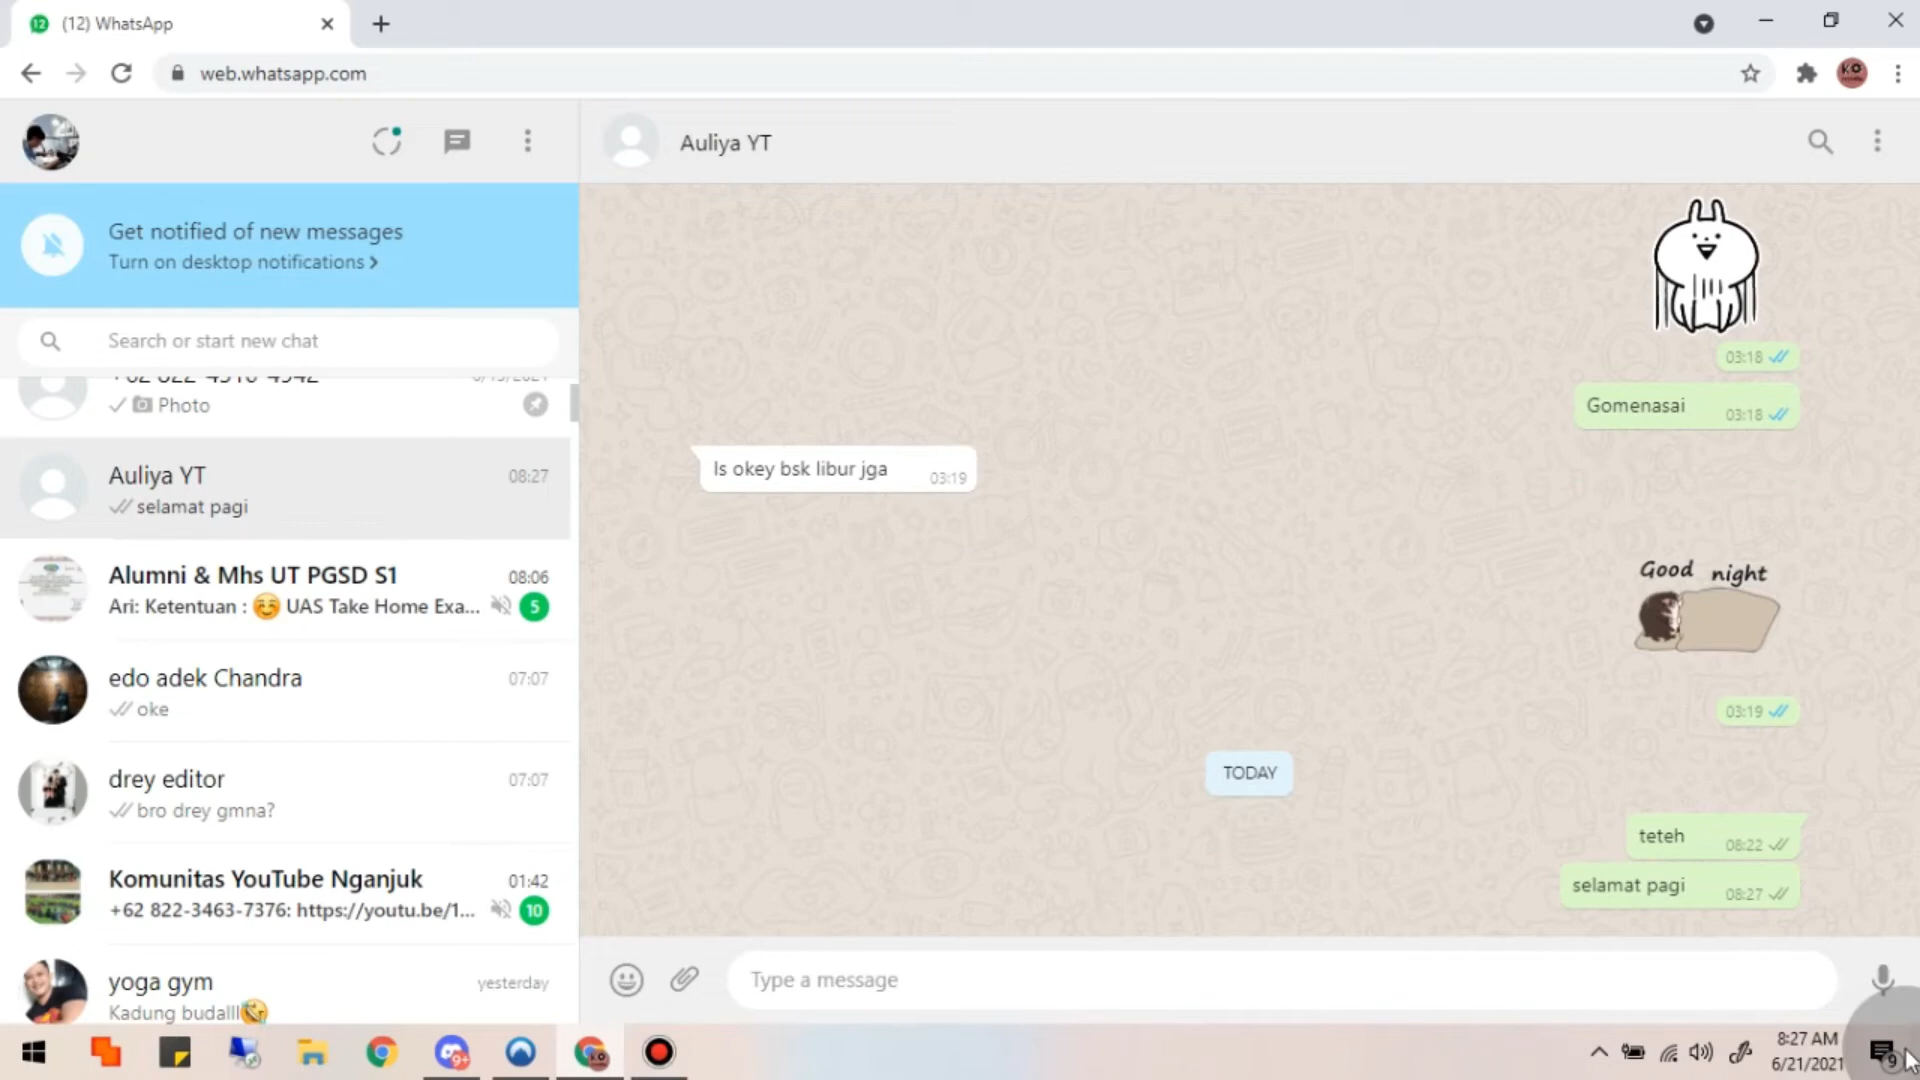 12
(12) WhatsApp
web.whatsapp.com
KO
Auliya YT
Get notified of new messages
Turn on desktop notifications
Search or start new chat
Photo
Auliya YT
08:27
selamat pagi
Alumni & Mhs UT PGSD S1
08:06
Ari: Ketentuan : 😊 UAS Take Home Exa...
5
edo adek Chandra
07:07
oke
drey editor
07:07
bro drey gmna?
Komunitas YouTube Nganjuk
01:42
+62 822-3463-7376: https://youtu.be/1...
10
yoga gym
yesterday
Kadung budalll🤣
03:18
Gomenasai 03:18
Is okey bsk libur jga 03:19
Good night
03:19
TODAY
teteh 08:22
selamat pagi 08:27
Type a message
9+
8:27 AM
6/21/2021
9